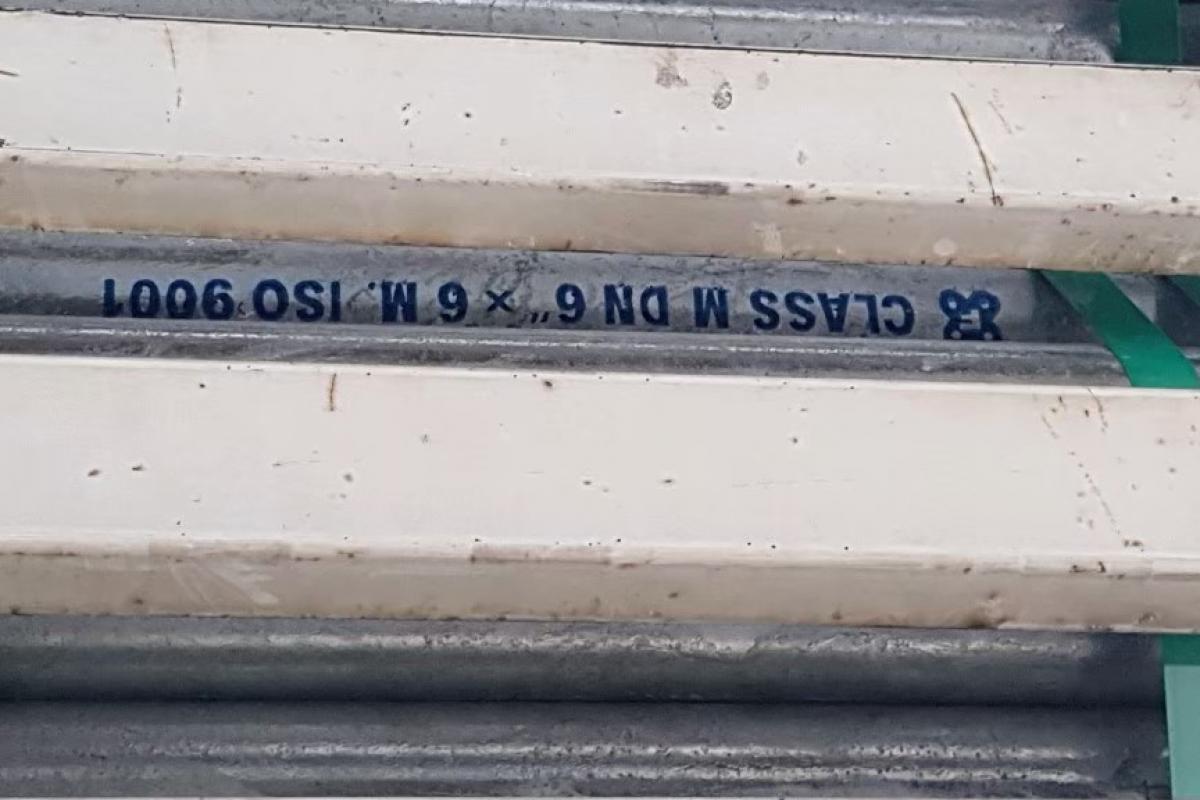 CLASS M DN 6" × 6 M. ISO 9001